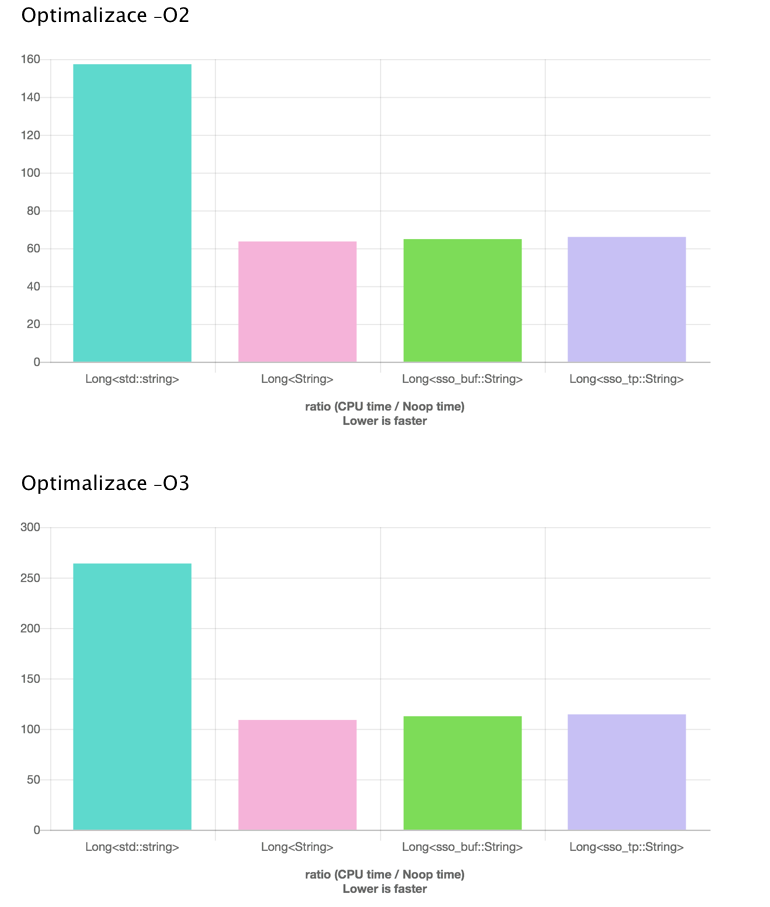 Optimalizace -O2
160
140
120
100
80
60
40
20
0
Long<std::string> Long<String> Long<sso_buf::String> Long<sso_tp::String>
ratio (CPU time / Noop time)
Lower is faster
Optimalizace -O3
300
250
200
150
100
50
0
Long<std::string> Long<String> Long<sso_buf::String> Long<sso_tp::String>
ratio (CPU time / Noop time)
Lower is faster